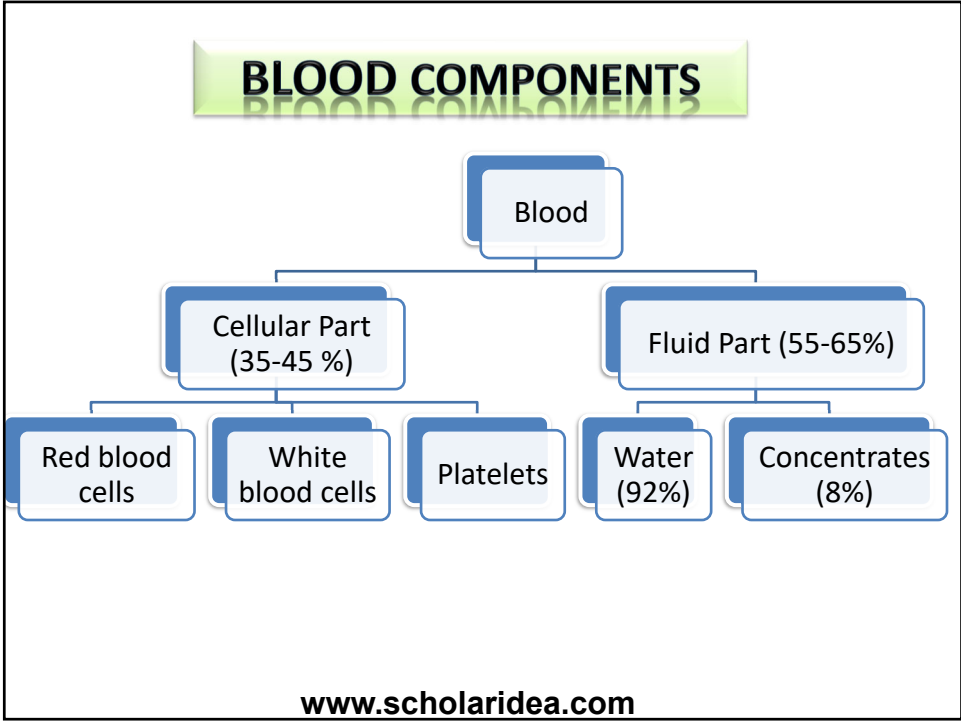 BLOOD COMPONENTS
Blood
Cellular Part
(35-45 %)
Fluid Part (55-65%)
Red blood
cells
White
blood cells
Platelets
Water
(92%)
Concentrates
(8%)
www.scholaridea.com